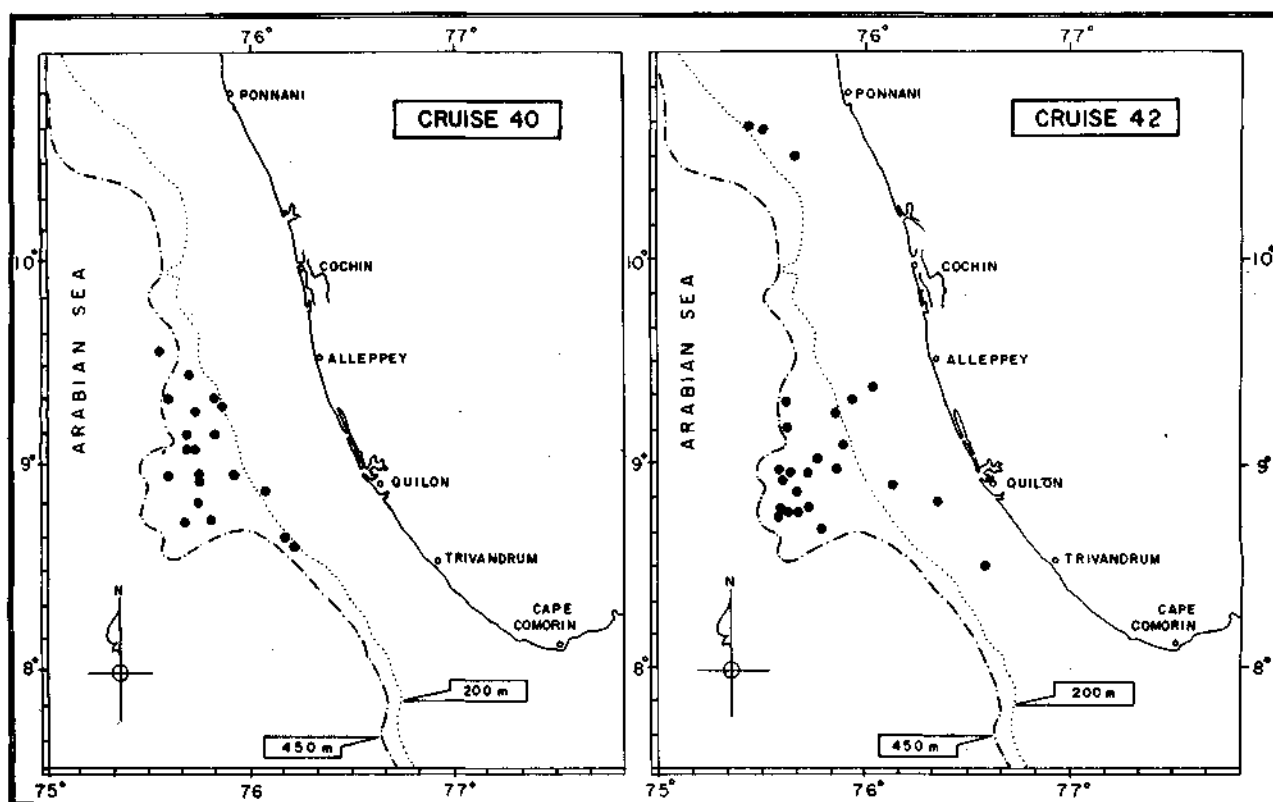 76° 77° 76° 77°
PONNANI
CRUISE 40
10°
COCHIN
ARABIAN SEA
ALLEPPEY
9°
QUILON
TRIVANDRUM
N
CAPE
COMORIN
8°
200 m
450 m
75° 76° 77°
PONNANI
CRUISE 42
10° 10°
COCHIN
ARABIAN SEA
ALLEPPEY
9° 9°
QUILON
TRIVANDRUM
N
CAPE
COMORIN
8° 8°
200 m
450 m
75° 76° 77°